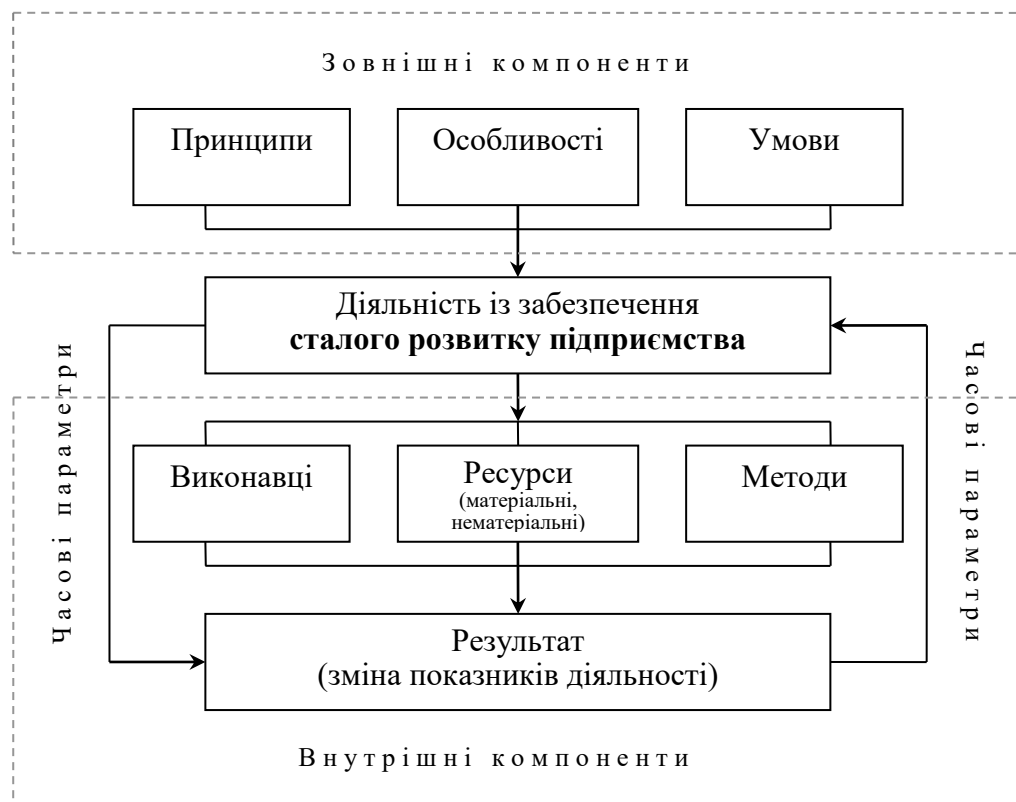 Зовнішні компоненти
Принципи
Особливості
Умови
Діяльність із забезпечення
сталого розвитку підприємства
Часові параметри
Часові параметри
Виконавці
Ресурси
(матеріальні,
нематеріальні)
Методи
Результат
(зміна показників діяльності)
Внутрішні компоненти